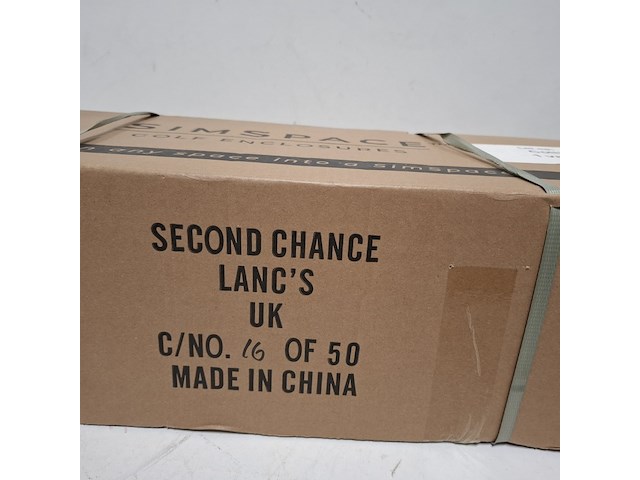 SIMSPACE
GOLF ENCLOSURES
any space into a SimSpace
SECOND CHANCE
LANC'S
UK
C/NO. 16 OF 50
MADE IN CHINA